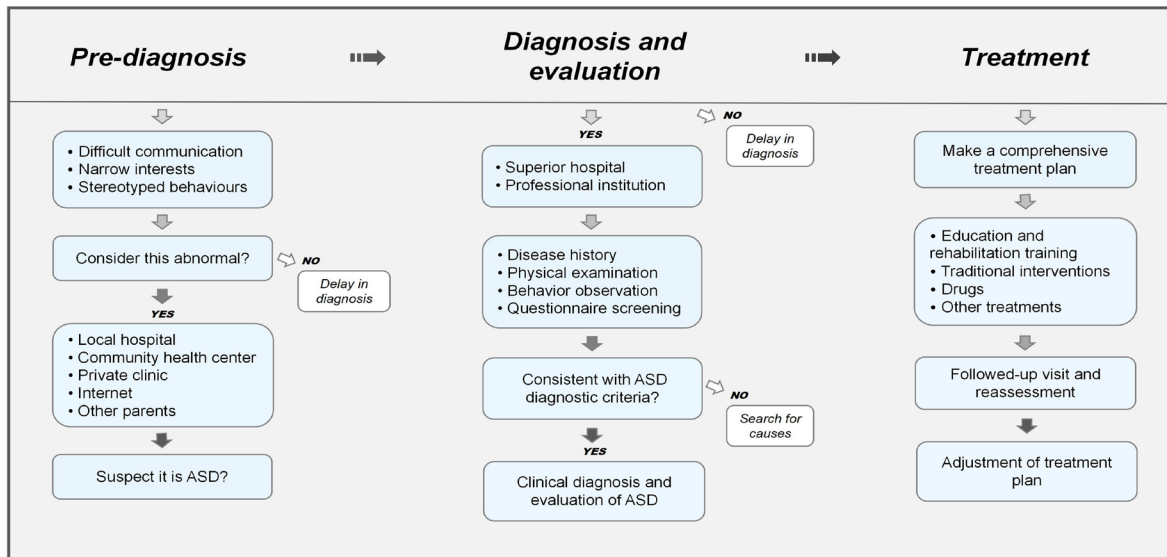 Pre-diagnosis
Diagnosis and
evaluation
Treatment
• Difficult communication
• Narrow interests
• Stereotyped behaviours
Consider this abnormal?
NO
Delay in
diagnosis
YES
• Local hospital
• Community health center
• Private clinic
• Internet
• Other parents
Suspect it is ASD?
YES
NO
Delay in
diagnosis
• Superior hospital
• Professional institution
• Disease history
• Physical examination
• Behavior observation
• Questionnaire screening
Consistent with ASD
diagnostic criteria?
NO
Search for
causes
YES
Clinical diagnosis and
evaluation of ASD
Make a comprehensive
treatment plan
• Education and
rehabilitation training
• Traditional interventions
• Drugs
• Other treatments
Followed-up visit and
reassessment
Adjustment of treatment
plan